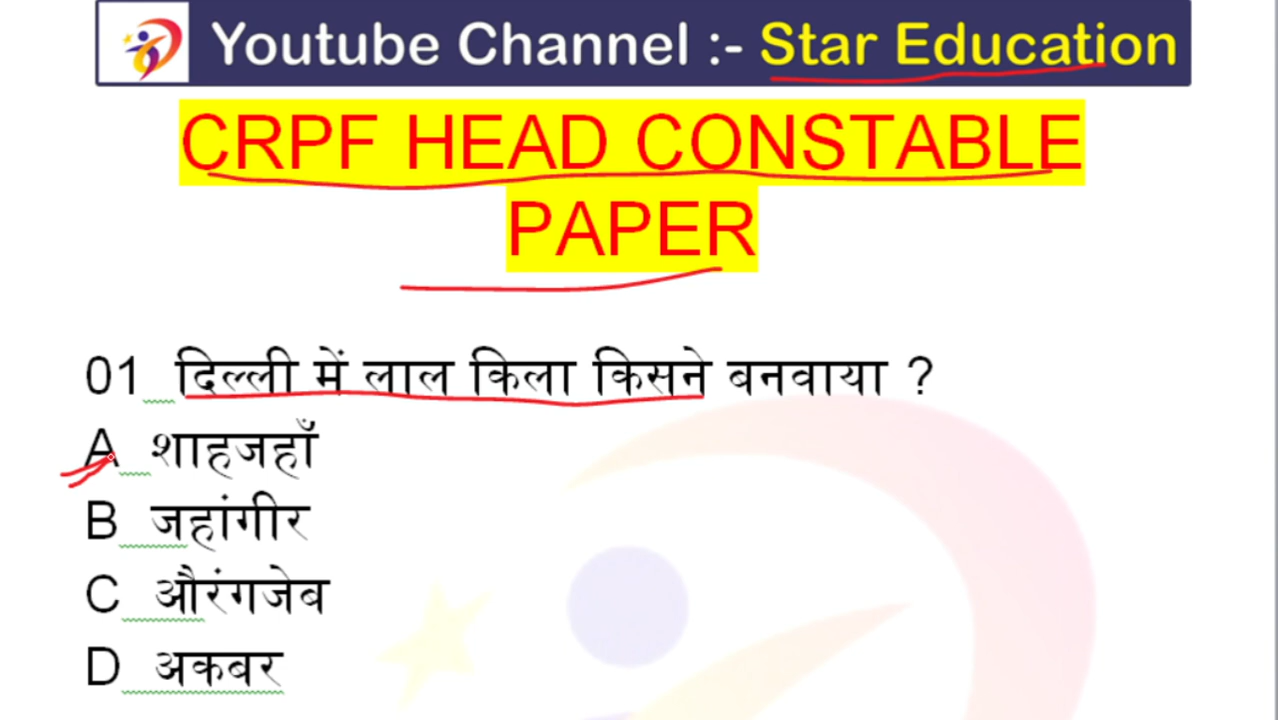 Youtube Channel :- Star Education
CRPF HEAD CONSTABLE
PAPER
01 दिल्ली में लाल किला किसने बनवाया ?
A शाहजहाँ
B जहांगीर
C औरंगजेब
D अकबर